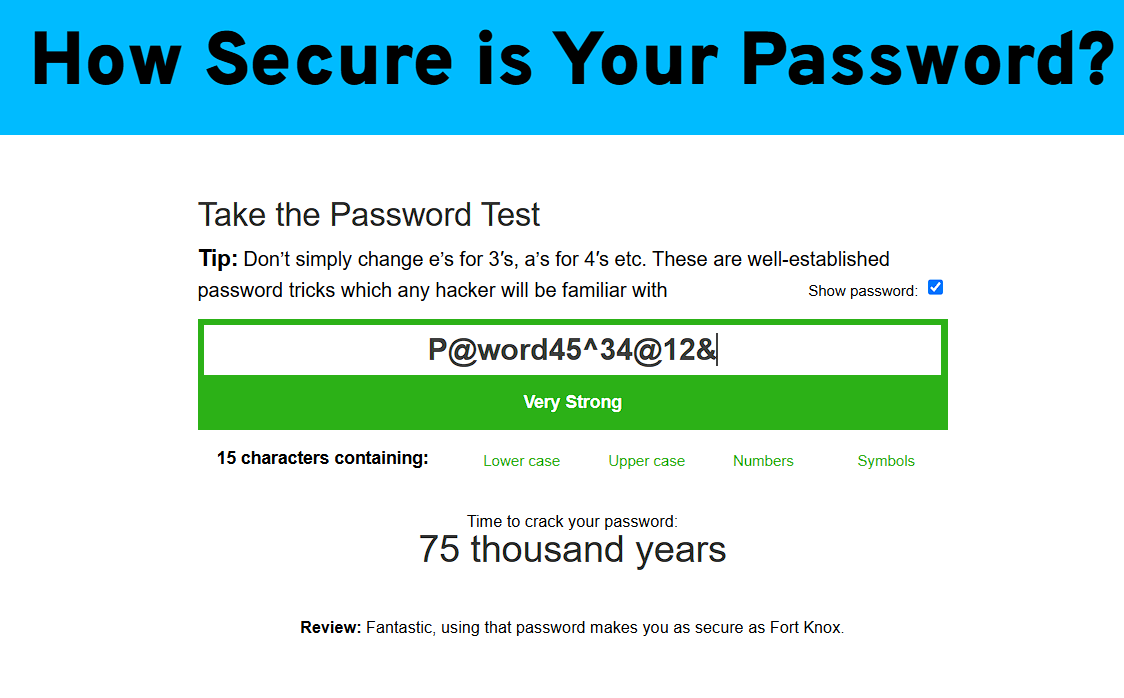 How Secure is Your Password?
Take the Password Test
Tip: Don’t simply change e’s for 3′s, a’s for 4′s etc. These are well-established
password tricks which any hacker will be familiar with
Show password:
P@word45^34@12&
Very Strong
15 characters containing: Lower case Upper case Numbers Symbols
Time to crack your password:
75 thousand years
Review: Fantastic, using that password makes you as secure as Fort Knox.